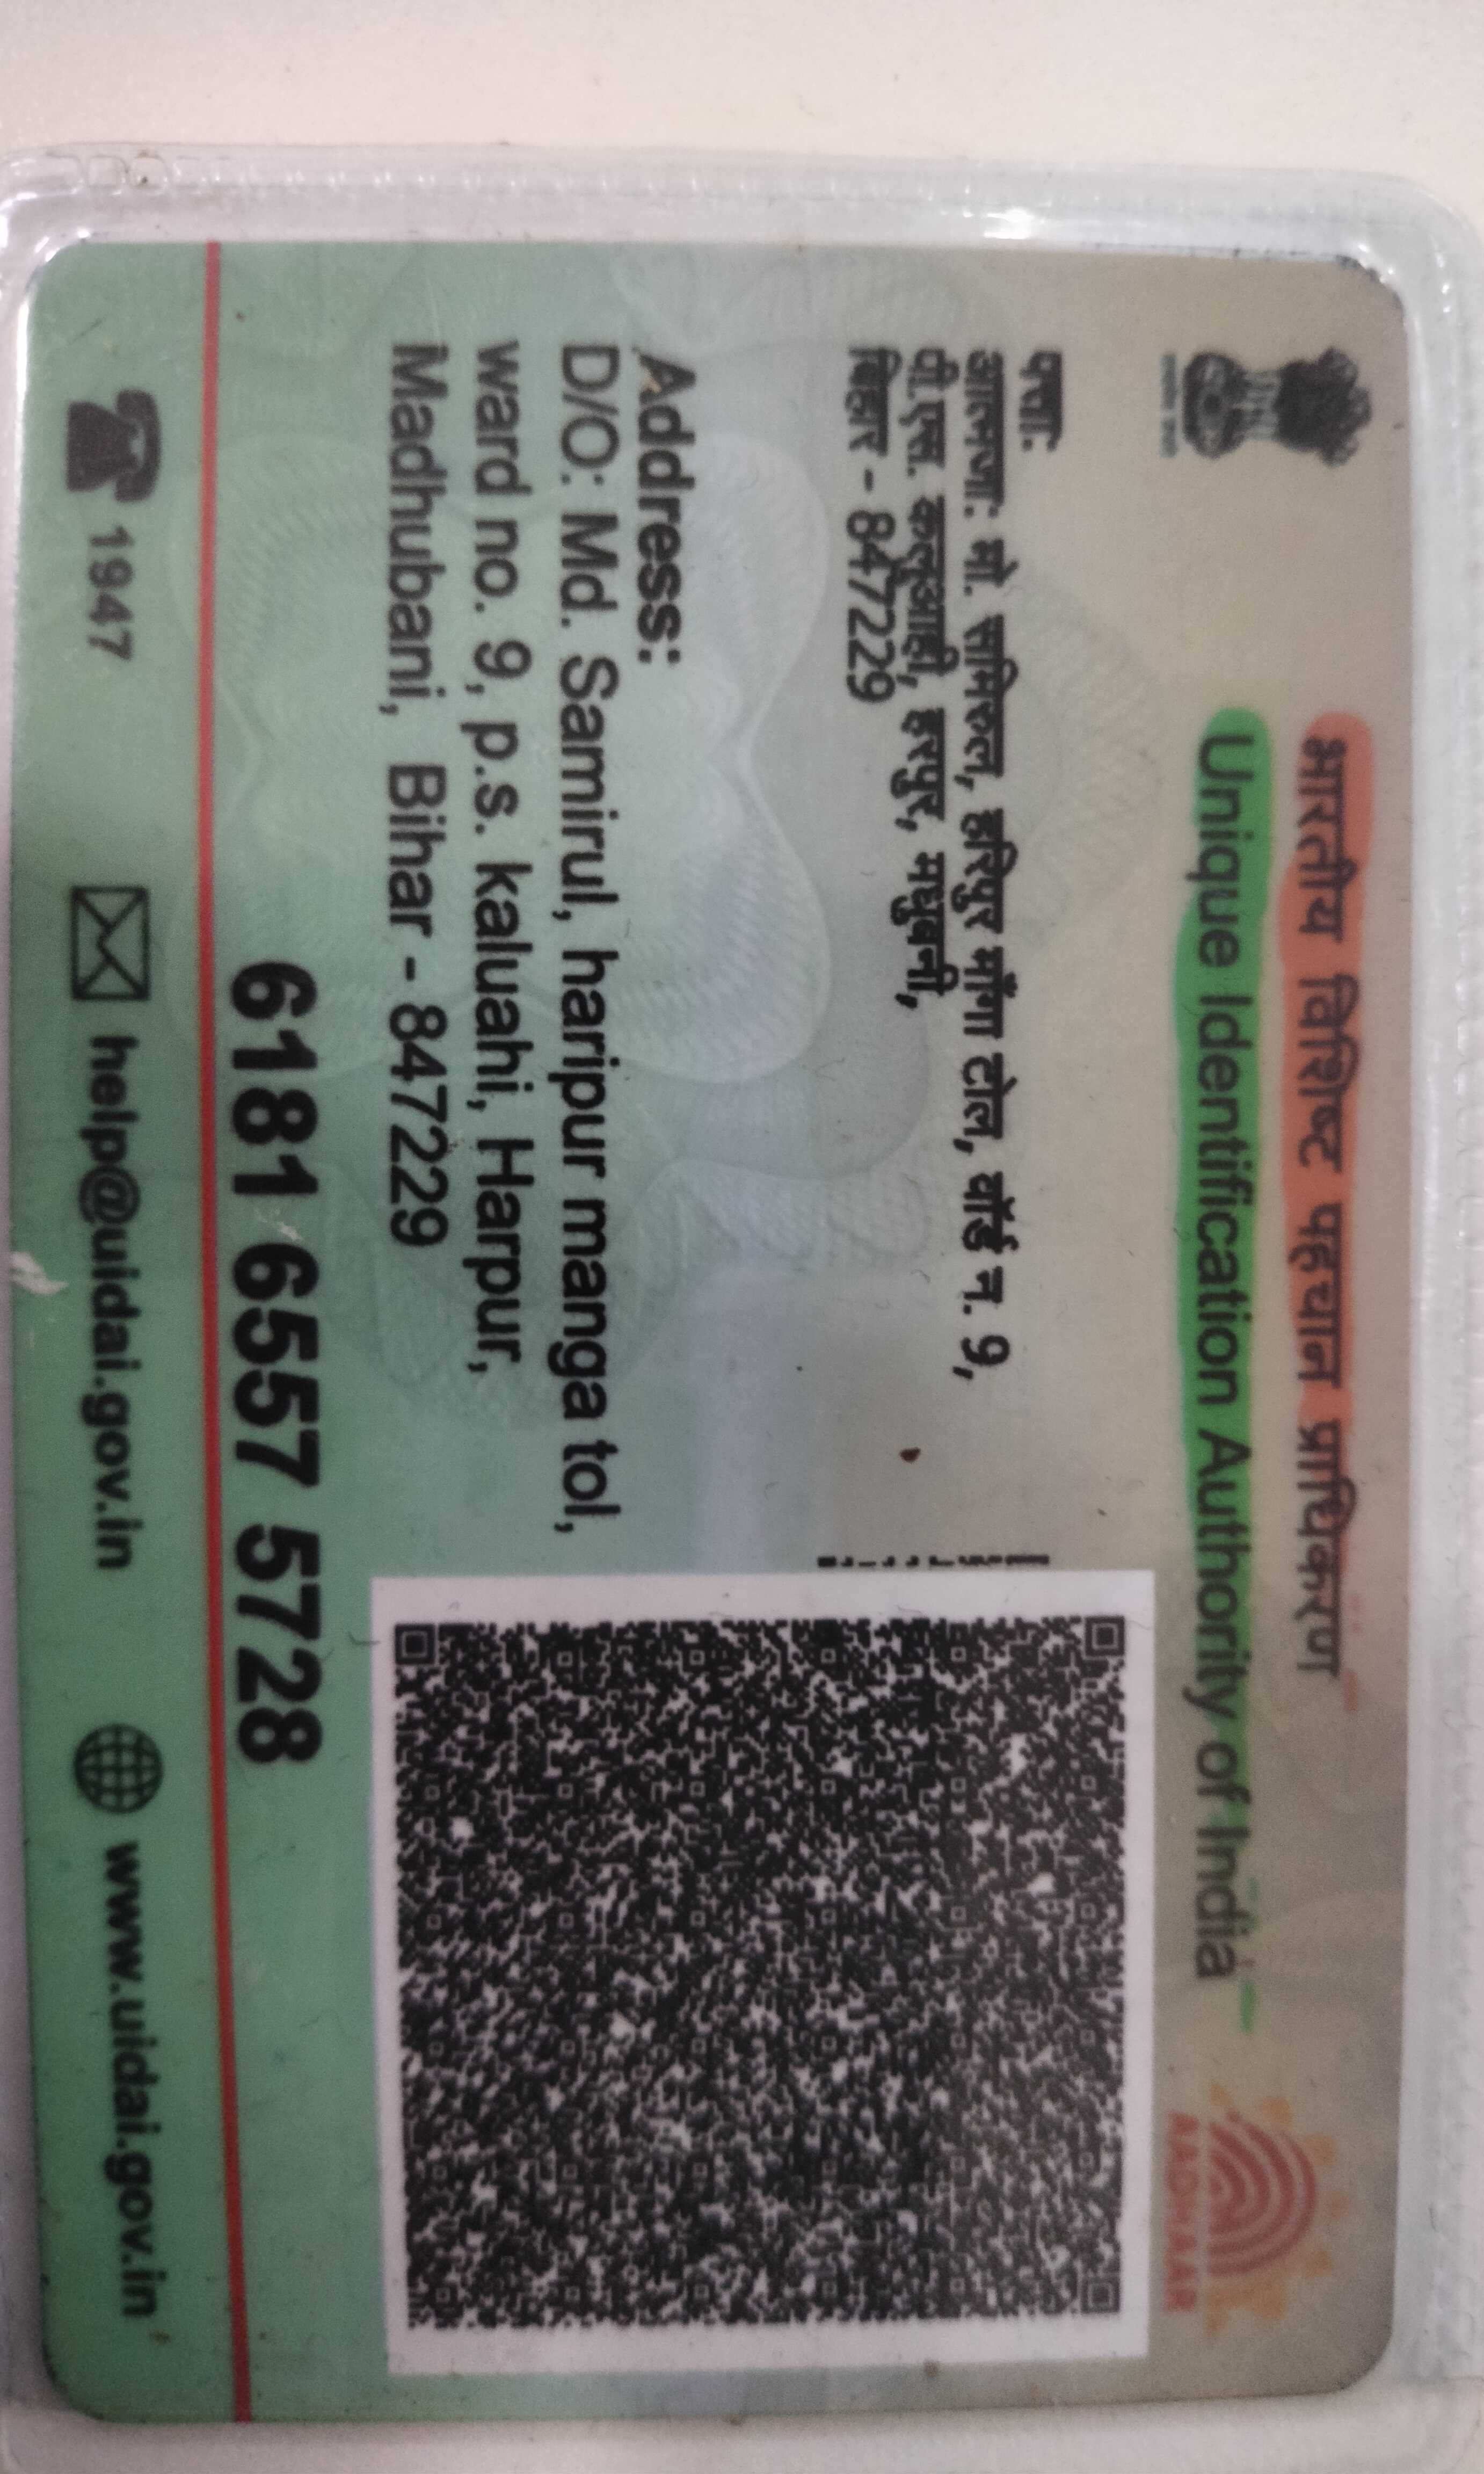 भारतीय विशिष्ट पहचान प्राधिकरण
Unique Identification Authority of India
AADHAAR
पता:
आत्मजा: मो. समिरुल, हरिपुर माँगा टोल, वॉर्ड न. 9,
पी.एस. कलुआही, हरपुर, मधुबनी,
बिहार - 847229
Address:
D/O: Md. Samirul, haripur manga tol,
ward no. 9, p.s. kaluahi, Harpur,
Madhubani, Bihar - 847229
6181 6557 5728
1947
help@uidai.gov.in
www.uidai.gov.in